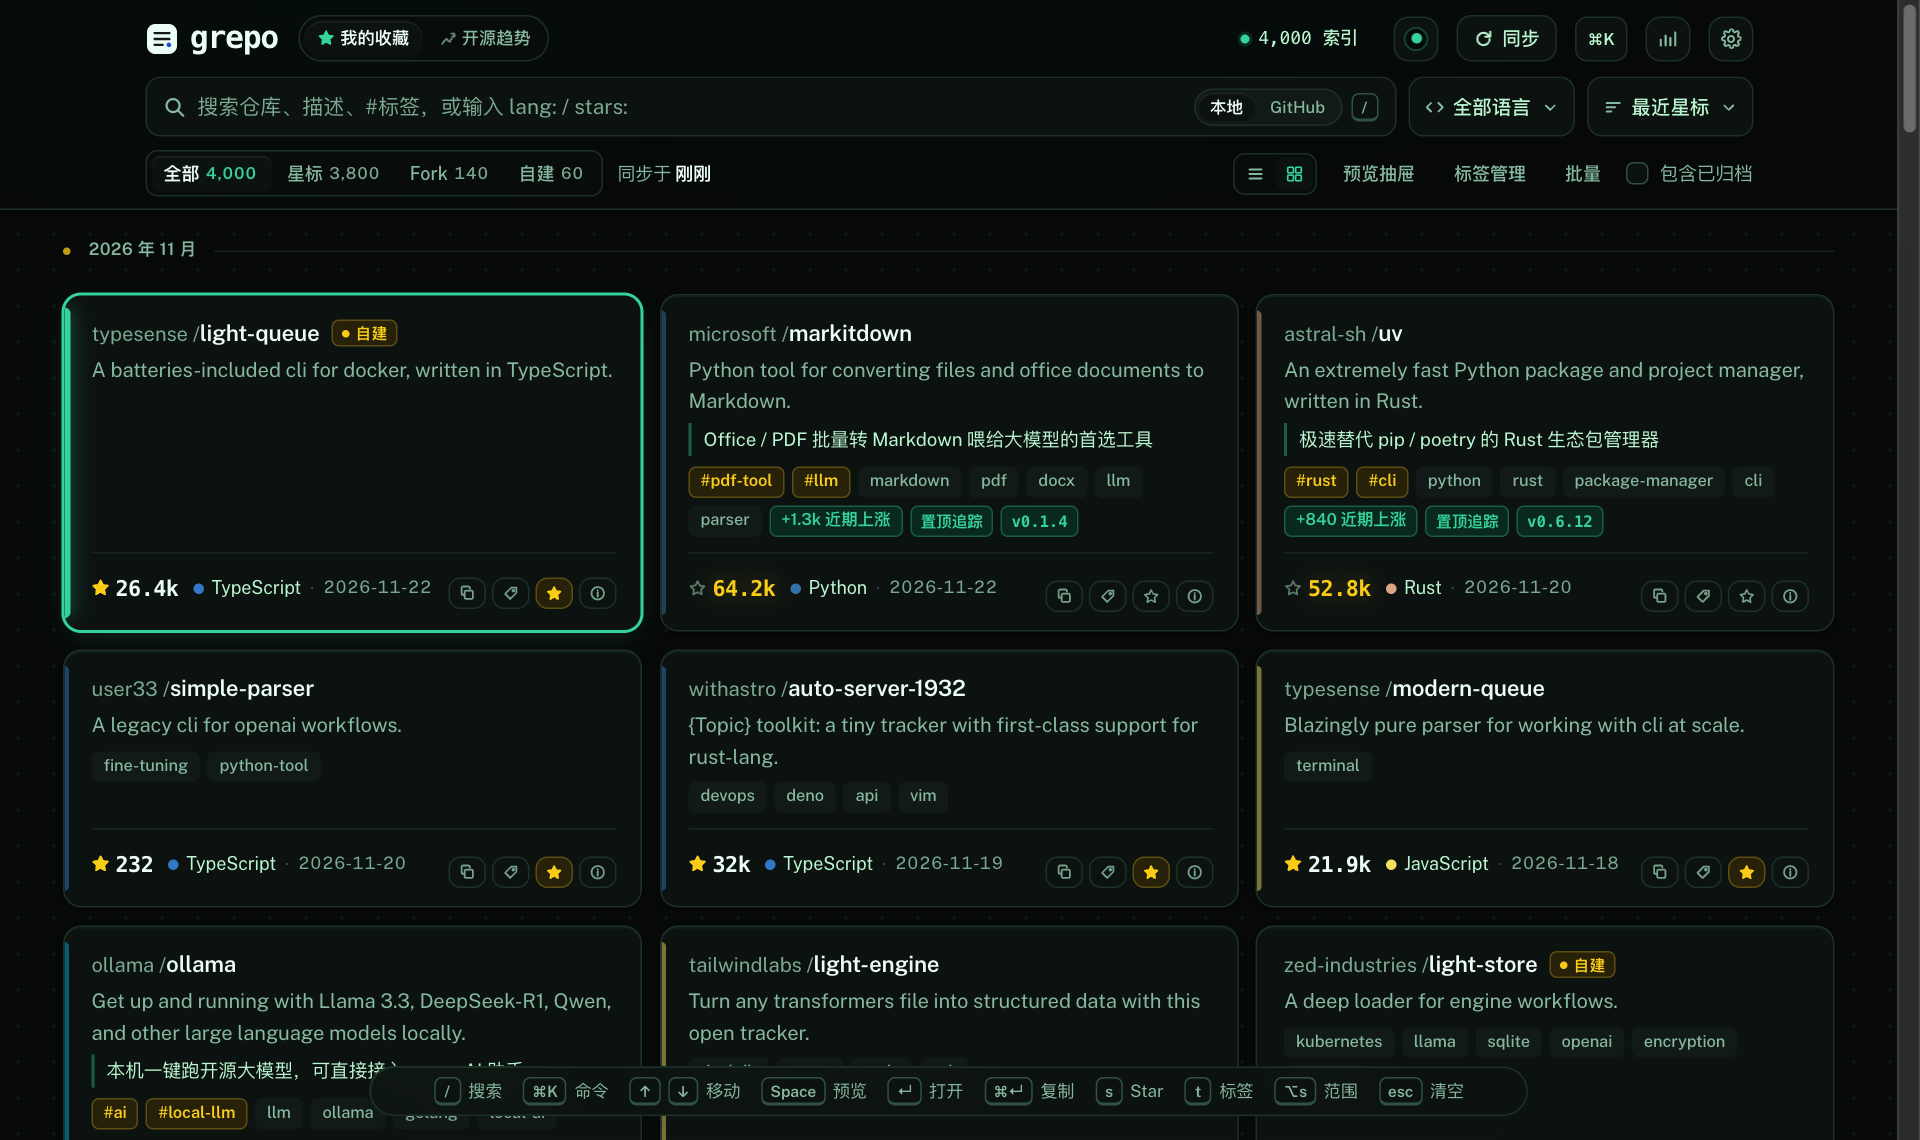 grepo
我的收藏
开源趋势
4,000 索引
同步
⌘K
搜索仓库、描述、#标签，或输入 lang: / stars:
本地
GitHub
/
全部语言
最近星标
全部 4,000
星标 3,800
Fork 140
自建 60
同步于 刚刚
预览抽屉
标签管理
批量
包含已归档
2026 年 11 月
typesense /light-queue
自建
A batteries-included cli for docker, written in TypeScript.
26.4k
TypeScript · 2026-11-22
microsoft /markitdown
Python tool for converting files and office documents to
Markdown.
Office / PDF 批量转 Markdown 喂给大模型的首选工具
#pdf-tool #llm markdown pdf docx llm
parser +1.3k 近期上涨 置顶追踪 v0.1.4
64.2k
Python · 2026-11-22
astral-sh /uv
An extremely fast Python package and project manager,
written in Rust.
极速替代 pip / poetry 的 Rust 生态包管理器
#rust #cli python rust package-manager cli
+840 近期上涨 置顶追踪 v0.6.12
52.8k
Rust · 2026-11-20
user33 /simple-parser
A legacy cli for openai workflows.
fine-tuning python-tool
232
TypeScript · 2026-11-20
withastro /auto-server-1932
{Topic} toolkit: a tiny tracker with first-class support for
rust-lang.
devops deno api vim
32k
TypeScript · 2026-11-19
typesense /modern-queue
Blazingly pure parser for working with cli at scale.
terminal
21.9k
JavaScript · 2026-11-18
ollama /ollama
Get up and running with Llama 3.3, DeepSeek-R1, Qwen,
and other large language models locally.
本机一键跑开源大模型，可直接接
#ai #local-llm llm ollama golang local-ai
tailwindlabs /light-engine
Turn any transformers file into structured data with this
open tracker.
zed-industries /light-store
自建
A deep loader for engine workflows.
kubernetes llama sqlite openai encryption
/ 搜索 ⌘K 命令 ↑ ↓ 移动 Space 预览 ↵ 打开 ⌘↵ 复制 s Star t 标签 ⌥s 范围 esc 清空